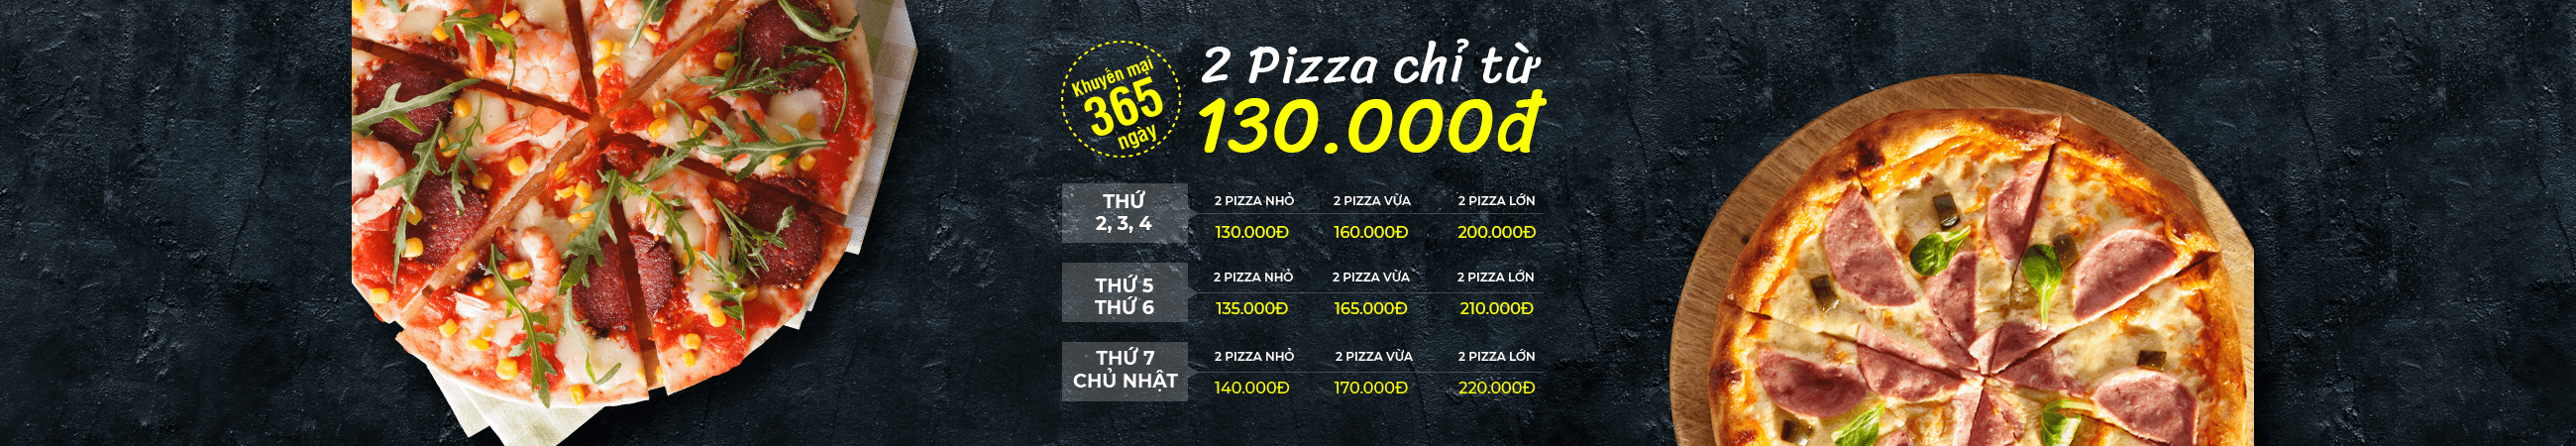 Khuyến mại
365
ngày
2 Pizza chỉ từ
130.000đ
THỨ
2, 3, 4
2 PIZZA NHỎ 2 PIZZA VỪA 2 PIZZA LỚN
130.000Đ 160.000Đ 200.000Đ
THỨ 5
THỨ 6
2 PIZZA NHỎ 2 PIZZA VỪA 2 PIZZA LỚN
135.000Đ 165.000Đ 210.000Đ
THỨ 7
CHỦ NHẬT
2 PIZZA NHỎ 2 PIZZA VỪA 2 PIZZA LỚN
140.000Đ 170.000Đ 220.000Đ